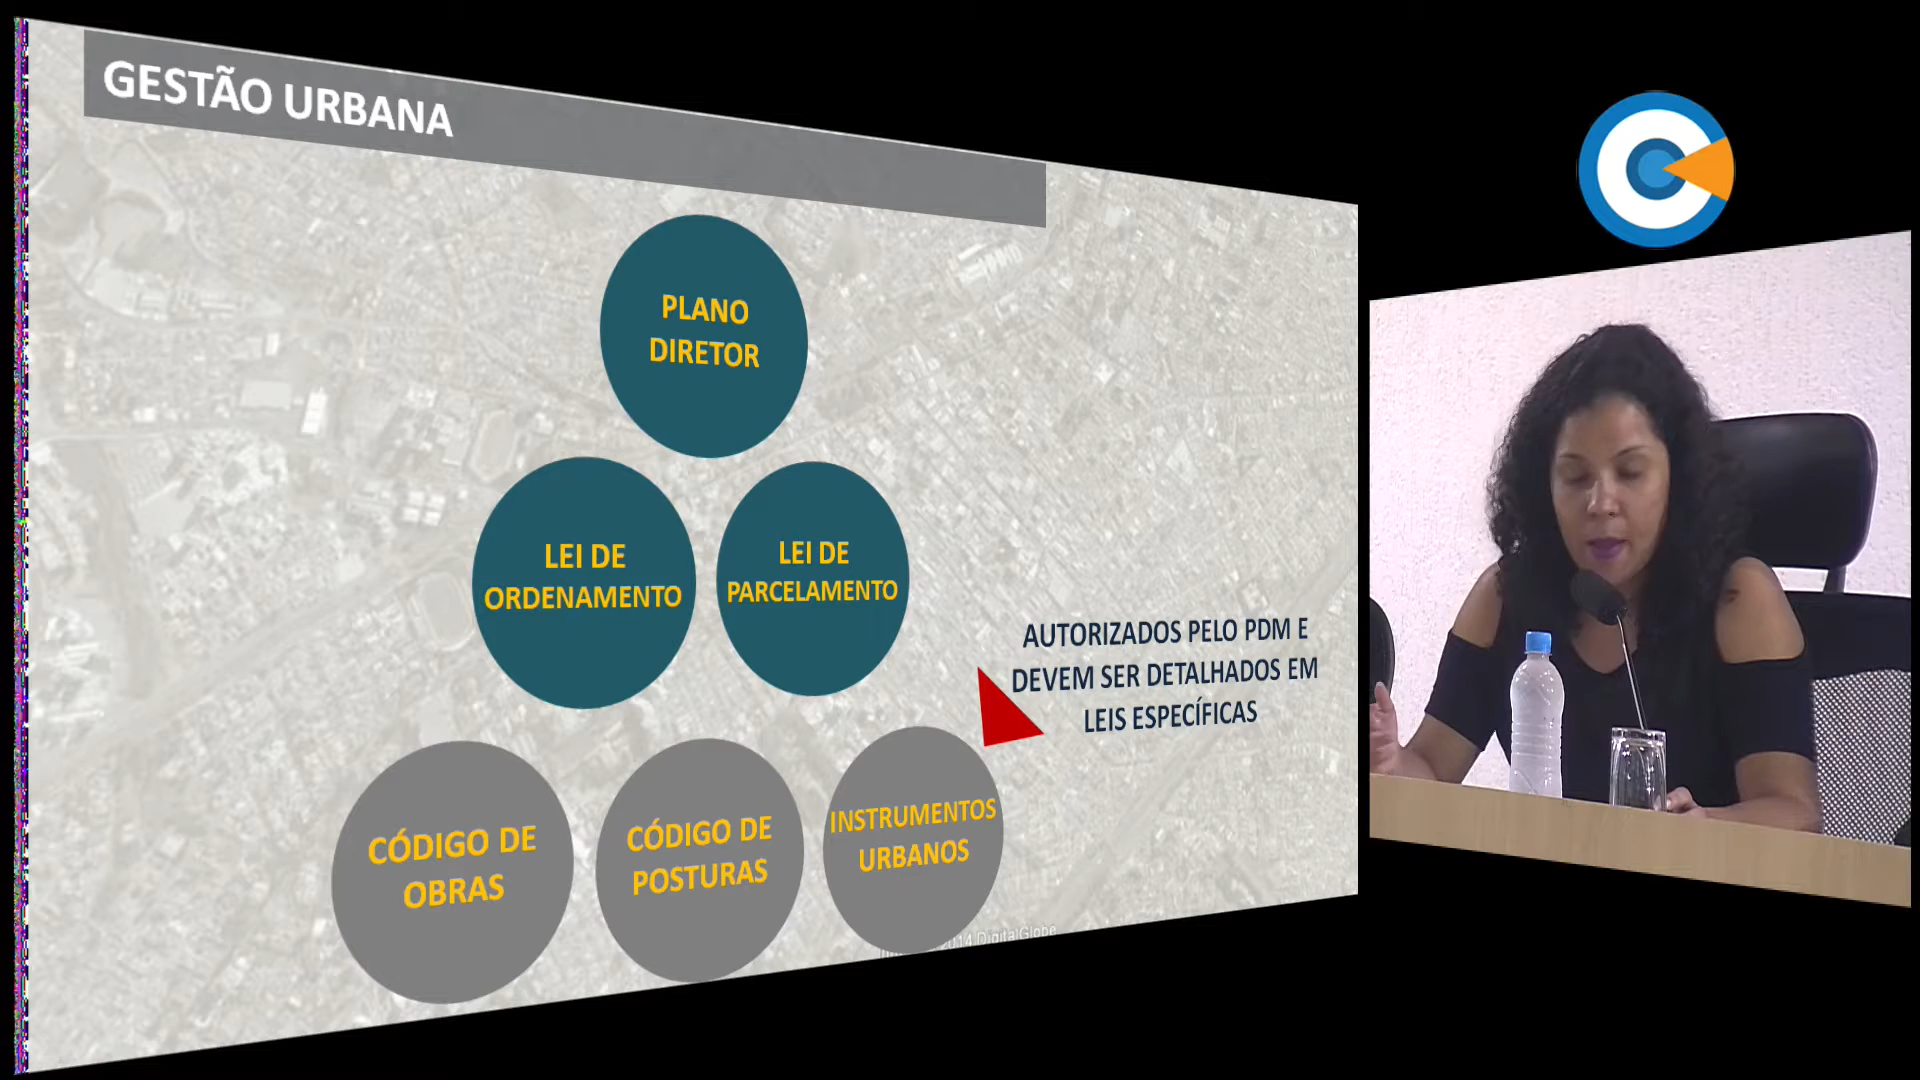 GESTÃO URBANA
PLANO
DIRETOR
LEI DE
ORDENAMENTO
LEI DE
PARCELAMENTO
AUTORIZADOS PELO PDM E
DEVEM SER DETALHADOS EM
LEIS ESPECÍFICAS
CÓDIGO DE
OBRAS
CÓDIGO DE
POSTURAS
INSTRUMENTOS
URBANOS
DigitalGlobe